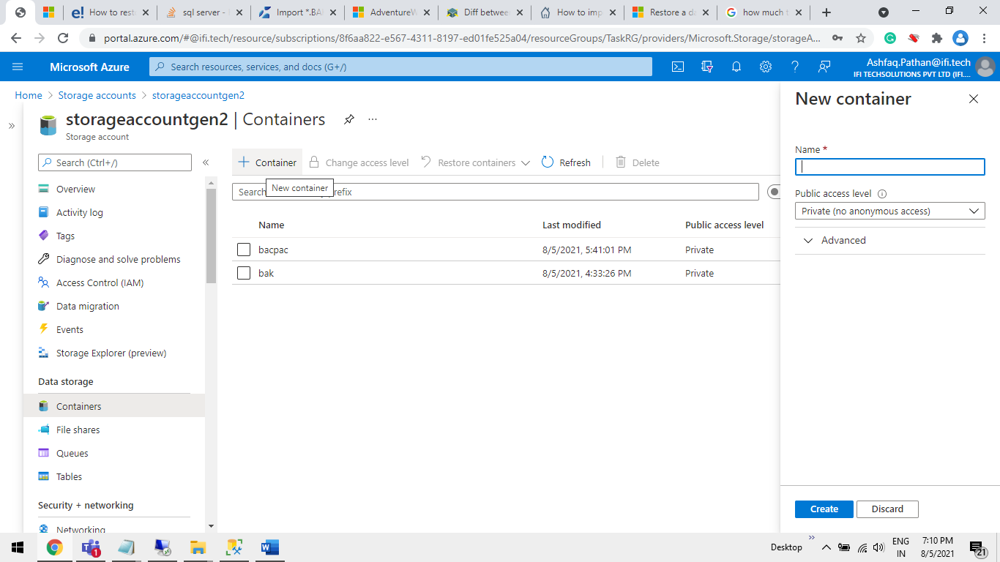 How to rest
sql server -
Import *.BA
AdventureW
Diff betwee
How to imp
Restore a da
how much t
portal.azure.com/#@ifi.tech/resource/subscriptions/8f6aa822-e567-4311-8197-ed01fe525a04/resourceGroups/TaskRG/providers/Microsoft.Storage/storageA...
Microsoft Azure
Search resources, services, and docs (G+/)
Ashfaq.Pathan@ifi.tech
IFI TECHSOLUTIONS PVT LTD (IFI....
Home > Storage accounts > storageaccountgen2
storageaccountgen2 | Containers
...
Storage account
Search (Ctrl+/)
Overview
Activity log
Tags
Diagnose and solve problems
Access Control (IAM)
Data migration
Events
Storage Explorer (preview)
Data storage
Containers
File shares
Queues
Tables
Security + networking
Networking
+ Container
Change access level
Restore containers
Refresh
Delete
New container
Search
prefix
Name
Last modified
Public access level
bacpac
8/5/2021, 5:41:01 PM
Private
bak
8/5/2021, 4:33:26 PM
Private
New container
Name *
Public access level
Private (no anonymous access)
Advanced
Create
Discard
1
Desktop
ENG
IN
7:10 PM
8/5/2021
21